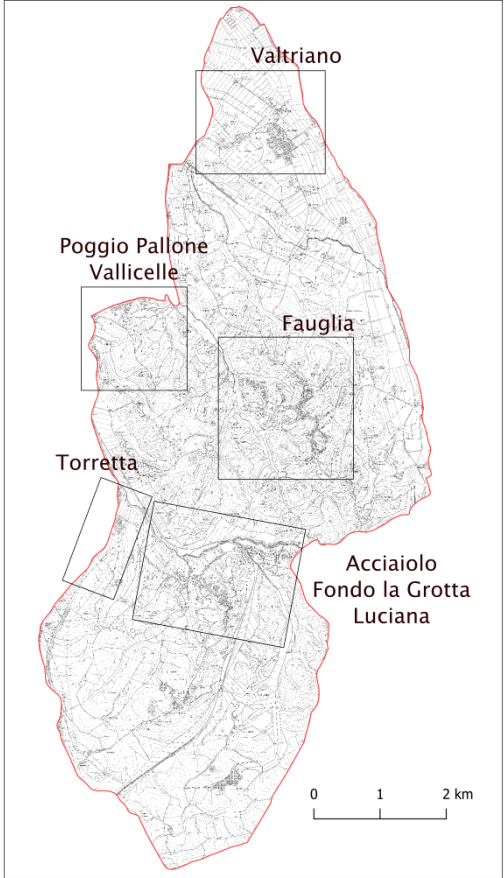 Valtriano
Poggio Pallone
Vallicelle
Fauglia
Torretta
Acciaiolo
Fondo la Grotta
Luciana
0 1 2 km